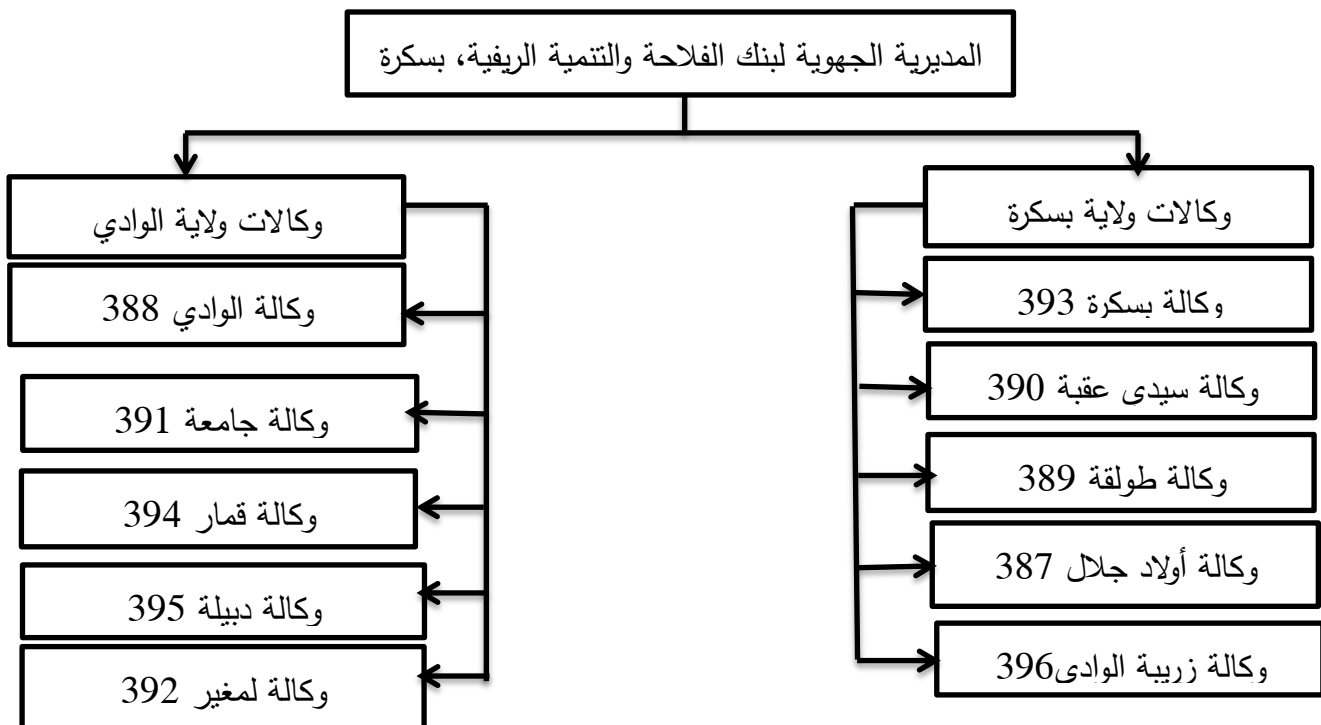 المديرية الجهوية لبنك الفلاحة والتنمية الريفية، بسكرة
وكالات ولاية بسكرة
وكالة بسكرة 393
وكالة سيدى عقبة 390
وكالة طولقة 389
وكالة أولاد جلال 387
وكالة زريبة الوادى396
وكالات ولاية الوادي
وكالة الوادي 388
وكالة جامعة 391
وكالة قمار 394
وكالة دبيلة 395
وكالة لمغير 392